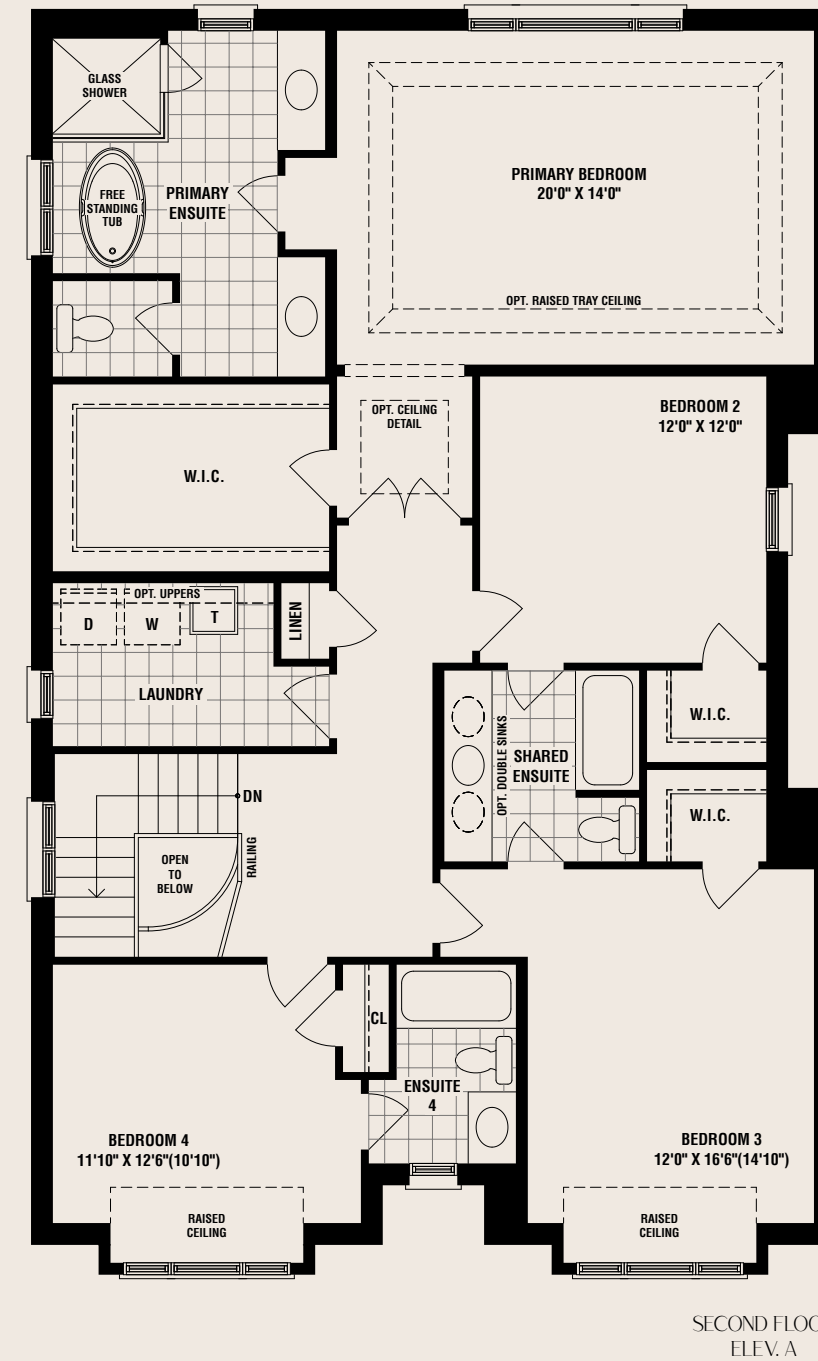 GLASS
SHOWER
FREE
STANDING
TUB
PRIMARY
ENSUITE
PRIMARY BEDROOM
20'0" X 14'0"
OPT. RAISED TRAY CEILING
OPT. CEILING
DETAIL
BEDROOM 2
12'0" X 12'0"
W.I.C.
OPT. UPPERS
D
W
T
LINEN
LAUNDRY
W.I.C.
OPT. DOUBLE SINKS
SHARED
ENSUITE
DN
W.I.C.
OPEN
TO
BELOW
RAILING
CL
ENSUITE
4
BEDROOM 4
11'10" X 12'6"(10'10")
BEDROOM 3
12'0" X 16'6"(14'10")
RAISED
CEILING
RAISED
CEILING
SECOND FLOO
ELEV. A